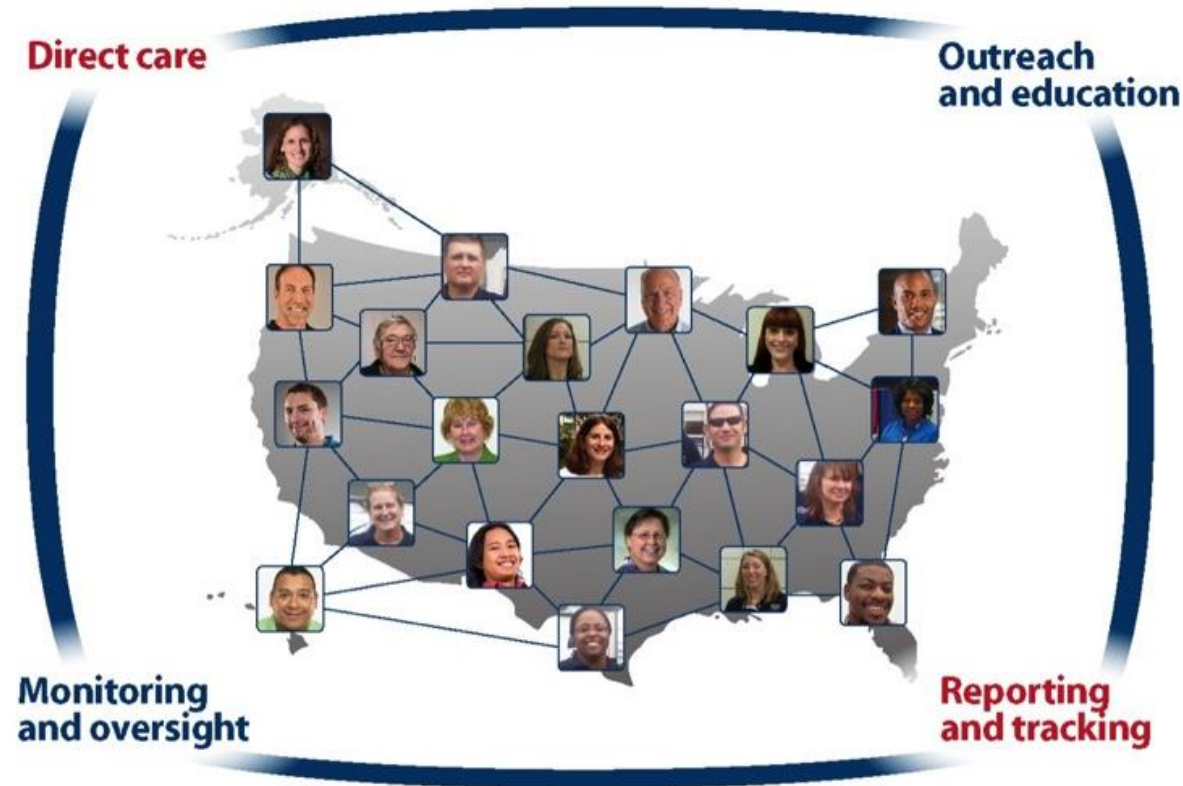 Direct care
Outreach
and education
Monitoring
and oversight
Reporting
and tracking